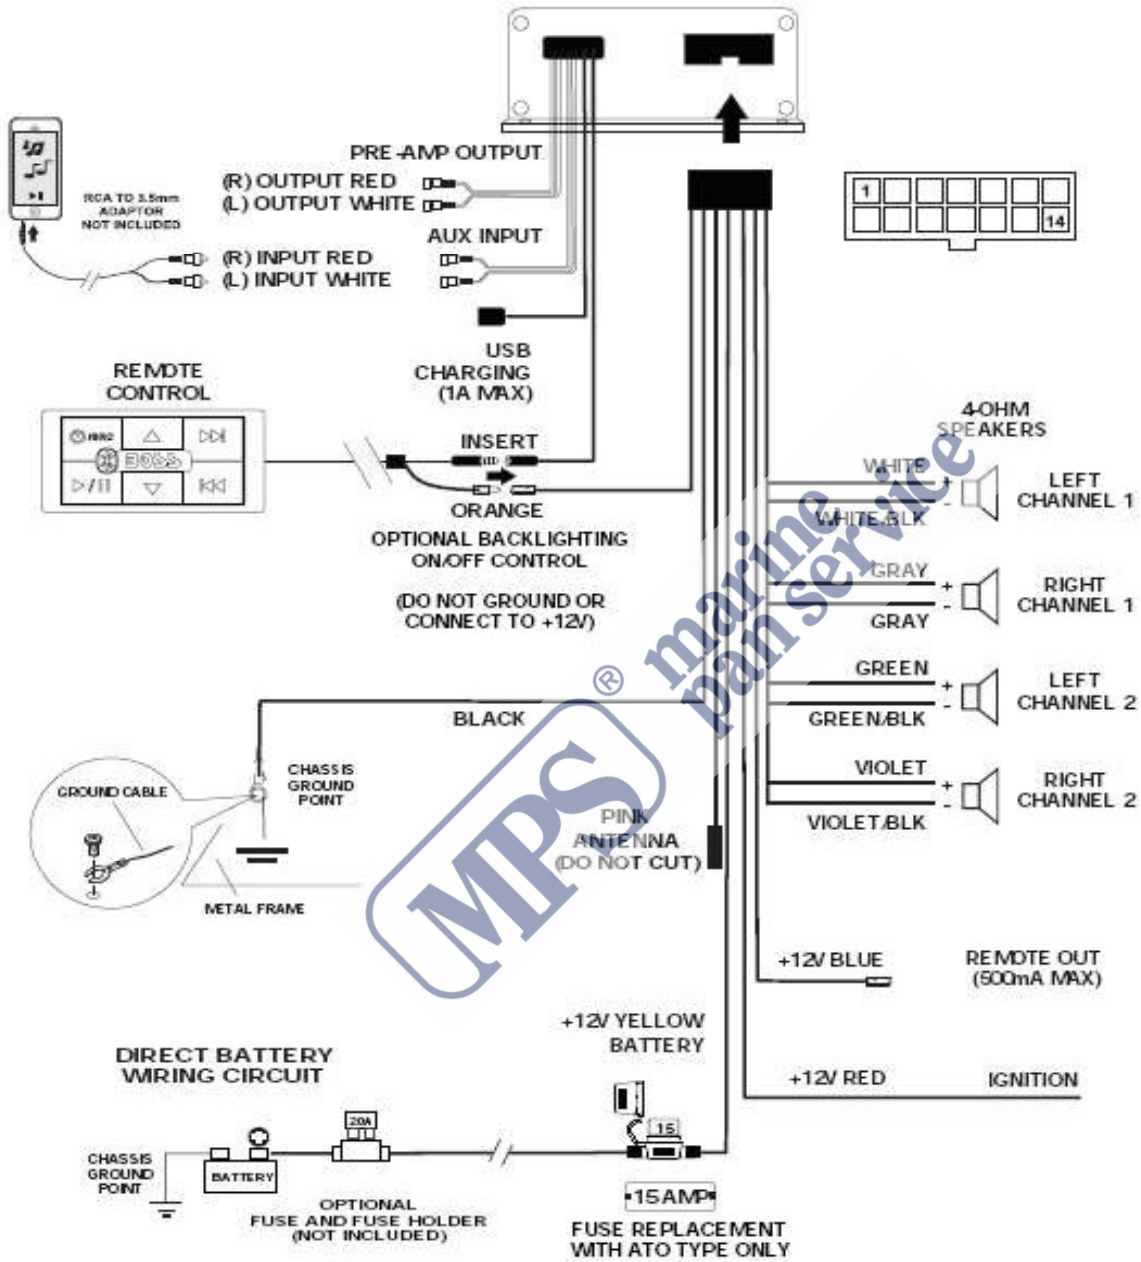 PRE-AMP OUTPUT
(R) OUTPUT RED
(L) OUTPUT WHITE
RCA TO 3.5mm
ADAPTOR
NOT INCLUDED
AUX INPUT
(R) INPUT RED
(L) INPUT WHITE
1
14
USB
CHARGING
(1A MAX)
REMOTE
CONTROL
BOSS
INSERT
ORANGE
OPTIONAL BACKLIGHTING
ON/OFF CONTROL
(DO NOT GROUND OR
CONNECT TO +12V)
4-OHM
SPEAKERS
WHITE
+
-
WHITE/BLK
LEFT
CHANNEL 1
GRAY
+
-
GRAY
RIGHT
CHANNEL 1
GREEN
+
-
GREEN/BLK
LEFT
CHANNEL 2
VIOLET
+
-
VIOLET/BLK
RIGHT
CHANNEL 2
BLACK
CHASSIS
GROUND
POINT
GROUND CABLE
METAL FRAME
PINK
ANTENNA
(DO NOT CUT)
MPS®
marine
pan service
+12V BLUE
REMOTE OUT
(500mA MAX)
+12V YELLOW
BATTERY
+12V RED
IGNITION
DIRECT BATTERY
WIRING CIRCUIT
20A
15
CHASSIS
GROUND
POINT
BATTERY
OPTIONAL
FUSE AND FUSE HOLDER
(NOT INCLUDED)
15 AMP
FUSE REPLACEMENT
WITH ATO TYPE ONLY